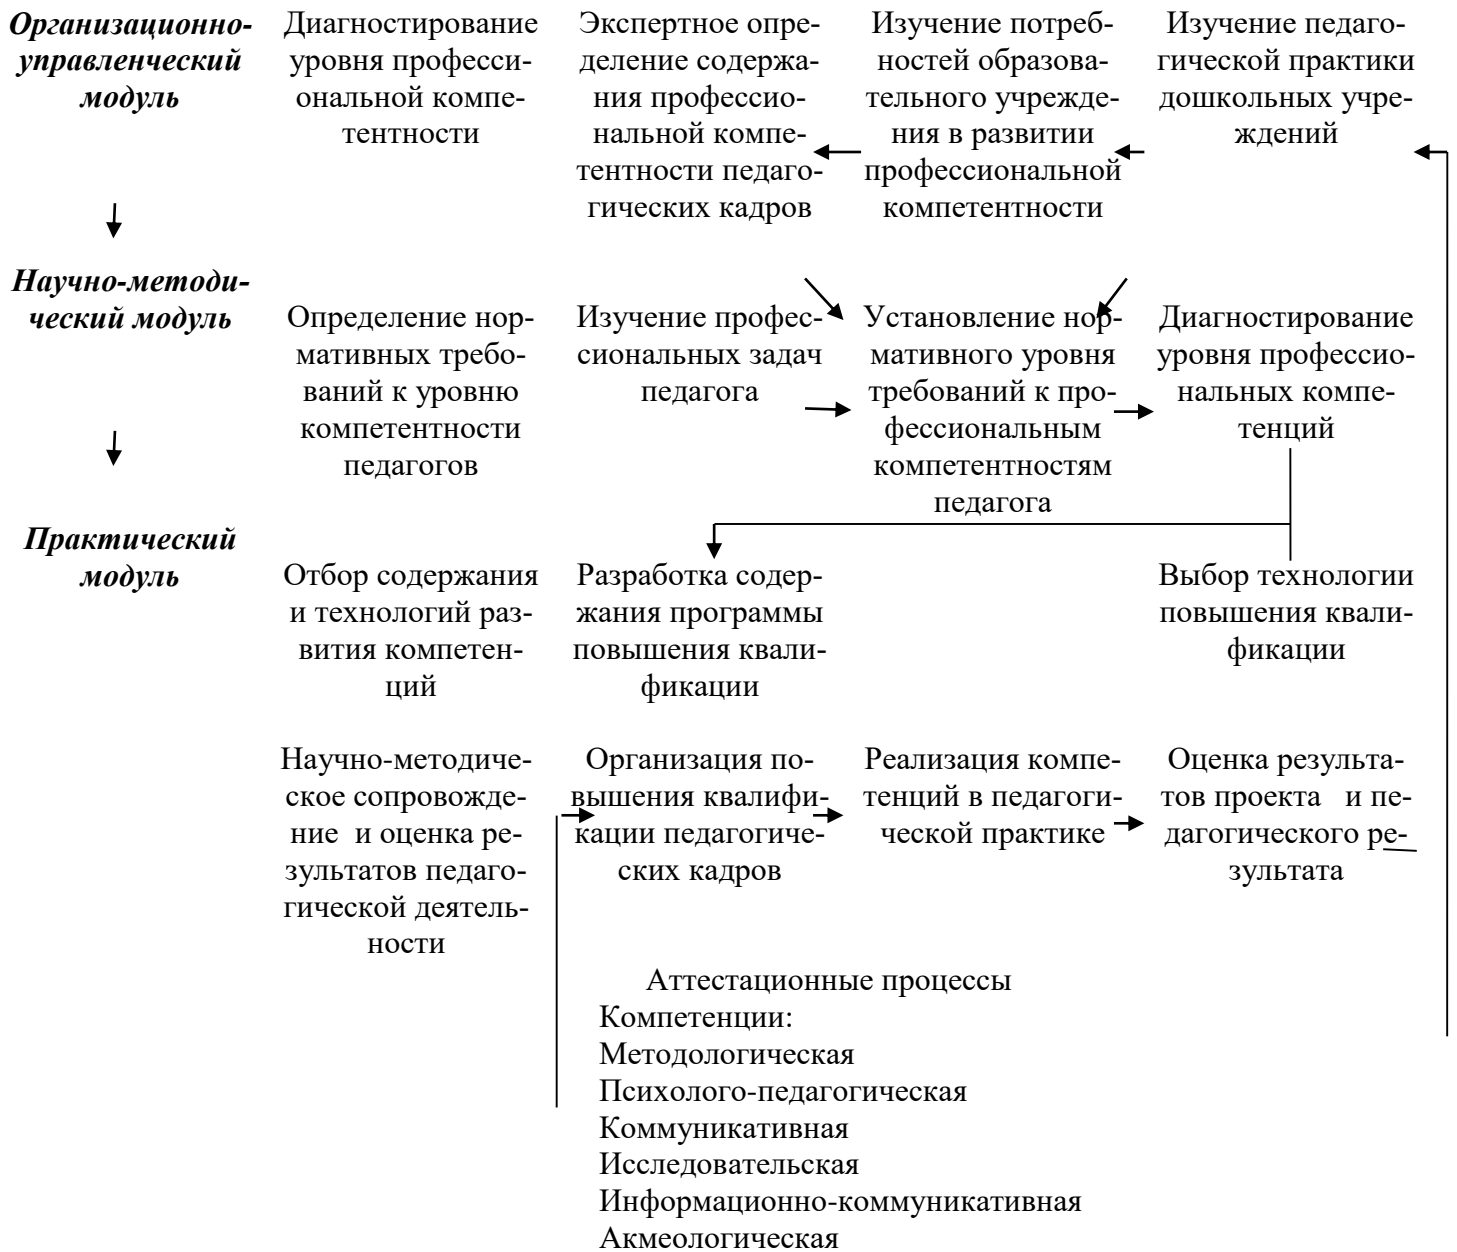 Организационно-
управленческий
модуль
Диагностирование
уровня профессі-
ональной компе-
тентности
Экспертное опре-
деление содержа-
ния профессио-
нальной компе-
тентности педаго-
гических кадров
Изучение потреб-
ностей образова-
тельного учрежде-
ния в развитии
профессиональной
компетентности
Изучение педаго-
гической практики
дошкольных учре-
ждений
Научно-методи-
ческий модуль
Определение нор-
мативных требо-
ваний к уровню
компетентности
педагогов
Изучение профес-
сиональных задач
педагога
Установление нор-
мативного уровня
требований к про-
фессиональным
компетентностям
педагога
Диагностирование
уровня профессио-
нальных компе-
тенций
Практический
модуль
Отбор содержания
и технологий раз-
вития компетен-
ций
Разработка содер-
жания программы
повышения квали-
фикации
Выбор технологии
повышения квали-
фикации
Научно-методиче-
ское сопровожде-
ние и оценка ре-
зультатов педаго-
гической деятель-
ности
Организация по-
вышения квалифи-
кации педагогиче-
ских кадров
Реализация компе-
тенций в педагоги-
ческой практике
Оценка результа-
тов проекта и пе-
дагогического ре-
зультата
Аттестационные процессы
Компетенции:
Методологическая
Психолого-педагогическая
Коммуникативная
Исследовательская
Информационно-коммуникативная
Акмеологическая